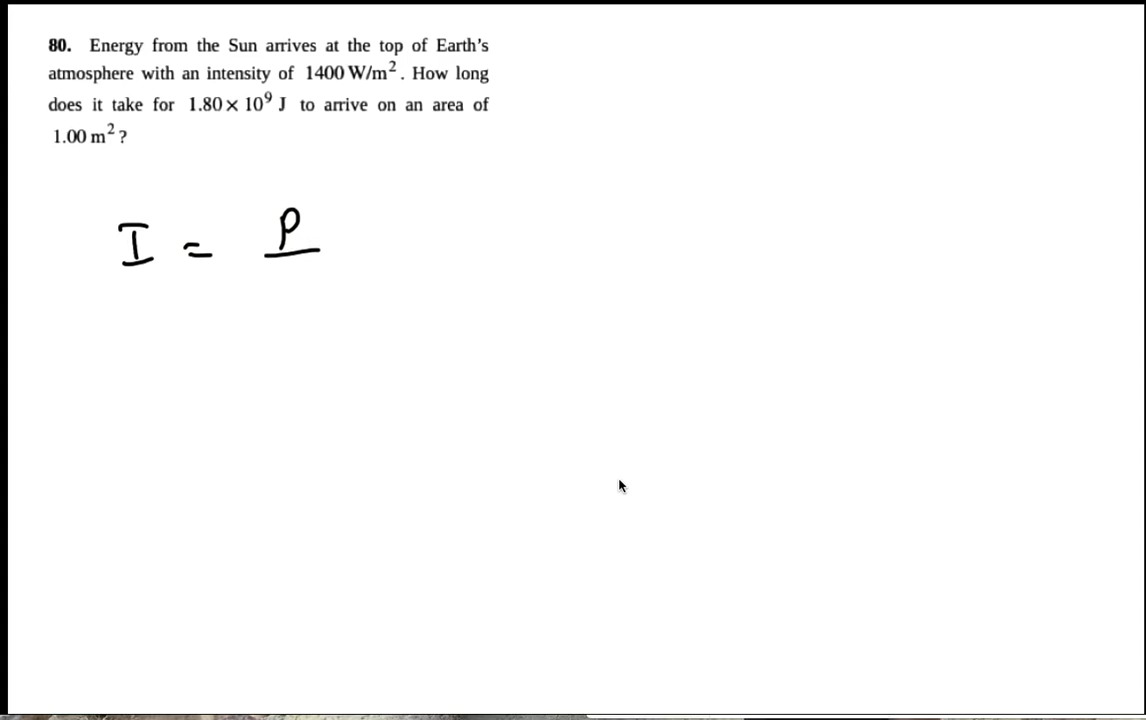 80. Energy from the Sun arrives at the top of Earth's
atmosphere with an intensity of 1400 W/m². How long
does it take for 1.80 × 10⁹ J to arrive on an area of
1.00 m² ?
I = P